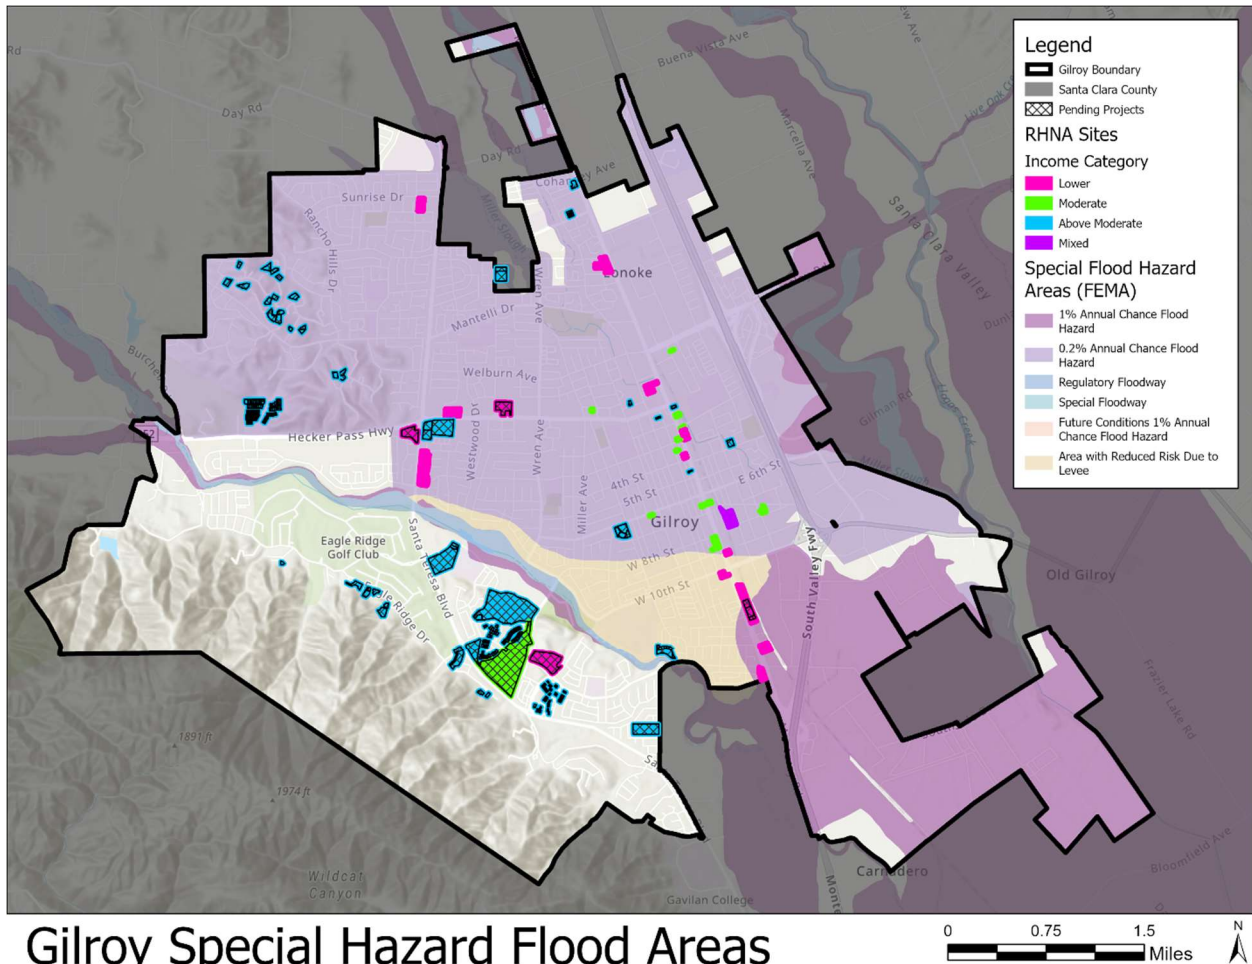 Legend
Gilroy Boundary
Santa Clara County
Pending Projects
RHNA Sites
Income Category
Lower
Moderate
Above Moderate
Mixed
Special Flood Hazard
Areas (FEMA)
1% Annual Chance Flood
Hazard
0.2% Annual Chance Flood
Hazard
Regulatory Floodway
Special Floodway
Future Conditions 1% Annual
Chance Flood Hazard
Area with Reduced Risk Due to
Levee
Rd
Buena Vista Ave
Day Rd
Marcella Ave
Day Rd
Sunrise Dr
Miller Slough
Santa Clara Valley
Rancho Hills Dr
Wren Ave
Mantelli Dr
Welburn Ave
Gilman Rd
Hecker Pass Hwy
Westwood Dr
Wren Ave
Miller Ave
4th St
5th St
E 6th St
Gilroy
W 8th St
W 10th St
Eagle Ridge
Golf Club
Santa Teresa Blvd
Eagle Ridge Dr
South Valley Fwy
Old Gilroy
Frazier Lake Rd
1891 ft
1974 ft
Wildcat
Canyon
Gavilan College
Bloomfield Ave
Gilroy Special Hazard Flood Areas
0 0.75 1.5
Miles
N